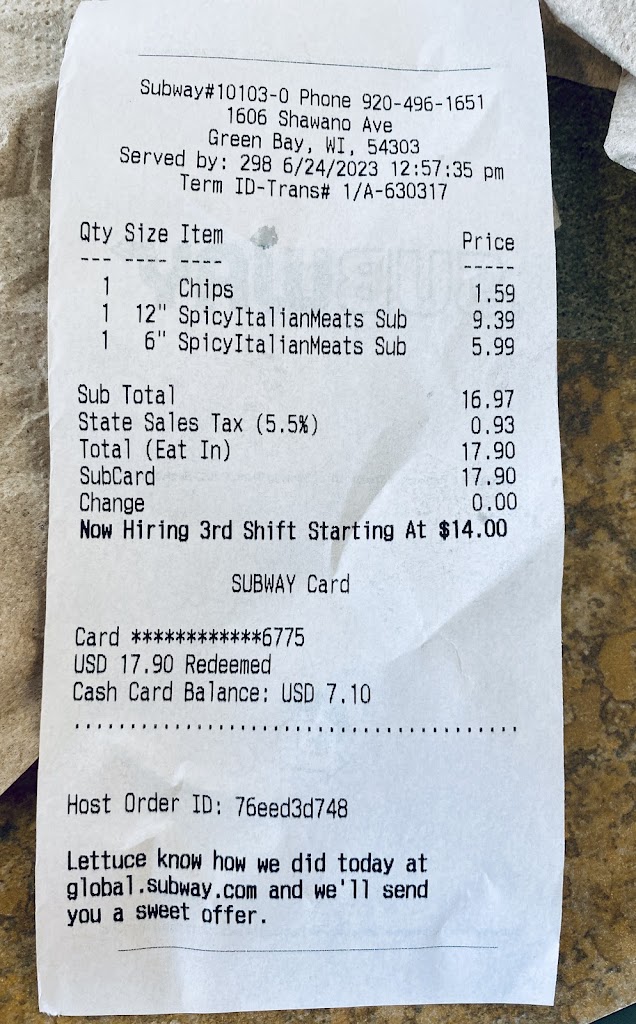 Subway#10103-0 Phone 920-496-1651
1606 Shawano Ave
Green Bay, WI, 54303
Served by: 298 6/24/2023 12:57:35 pm
Term ID-Trans# 1/A-630317
Qty Size Item Price
--- ---- ---- -----
1 Chips 1.59
1 12" SpicyItalianMeats Sub 9.39
1 6" SpicyItalianMeats Sub 5.99
Sub Total 16.97
State Sales Tax (5.5%) 0.93
Total (Eat In) 17.90
SubCard 17.90
Change 0.00
Now Hiring 3rd Shift Starting At $14.00
SUBWAY Card
Card ************6775
USD 17.90 Redeemed
Cash Card Balance: USD 7.10
Host Order ID: 76eed3d748
Lettuce know how we did today at
global.subway.com and we'll send
you a sweet offer.